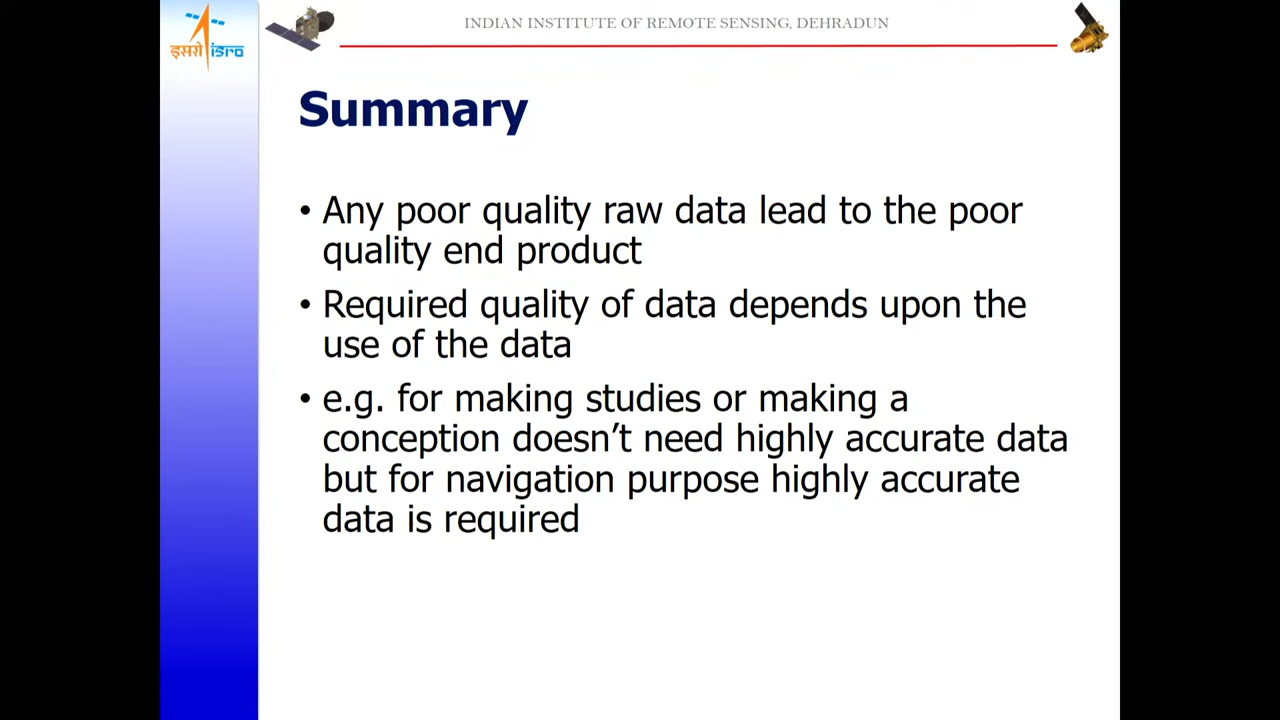 INDIAN INSTITUTE OF REMOTE SENSING, DEHRADUN
इसरो isro
Summary
• Any poor quality raw data lead to the poor
quality end product
• Required quality of data depends upon the
use of the data
• e.g. for making studies or making a
conception doesn’t need highly accurate data
but for navigation purpose highly accurate
data is required